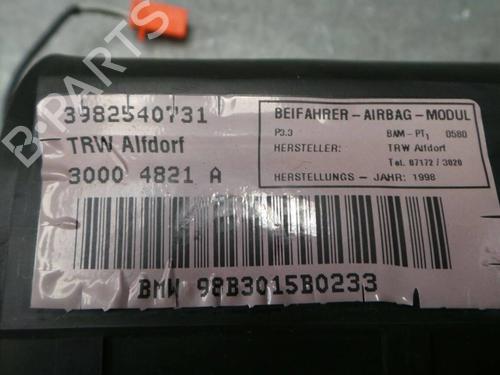 B-PARTS
3982540731
TRW Alfdorf
3000 4821 A
BEIFAHRER - AIRBAG - MODUL
P3.3 BAM - PT1 0580
HERSTELLER: TRW Alfdorf
Tel. 07172 / 3020
HERSTELLUNGS - JAHR: 1998
BMW 98B3015B0233